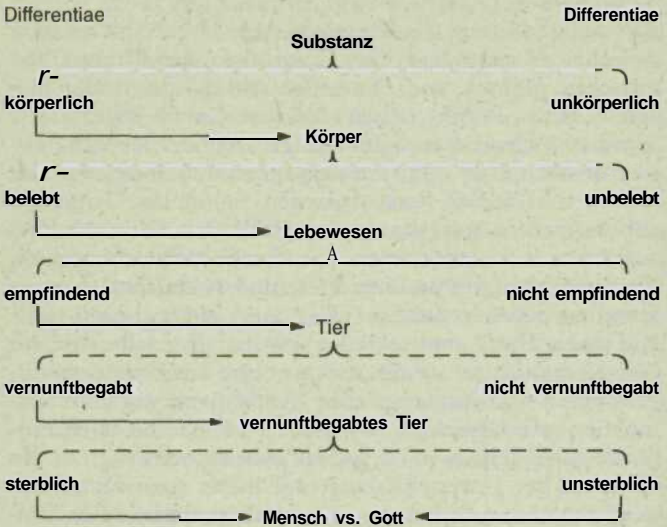 Differentiae Differentiae
Substanz
körperlich unkörperlich
Körper
belebt unbelebt
Lebewesen
empfindend nicht empfindend
Tier
vernunftbegabt nicht vernunftbegabt
vernunftbegabtes Tier
sterblich unsterblich
Mensch vs. Gott